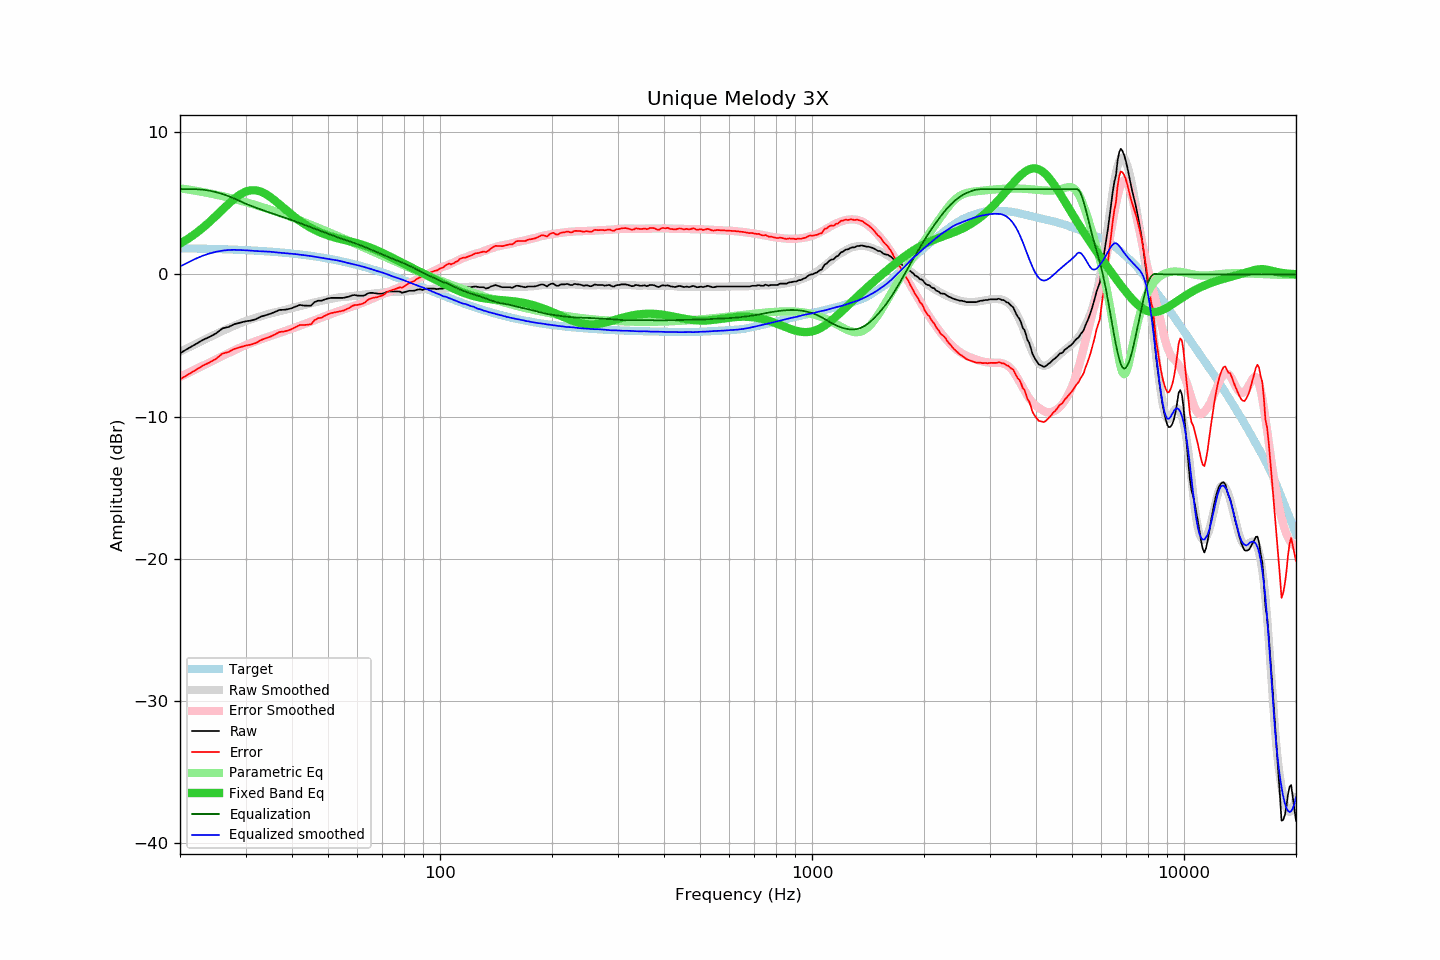 Unique Melody 3X
10
0
−10
−20
−30
−40
Amplitude (dBr)
Target
Raw Smoothed
Error Smoothed
Raw
Error
Parametric Eq
Fixed Band Eq
Equalization
Equalized smoothed
100
1000
10000
Frequency (Hz)